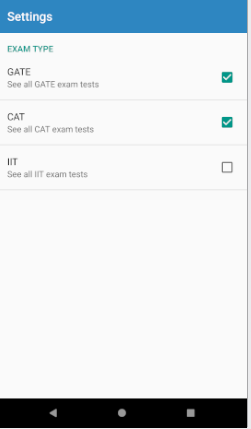 Settings
EXAM TYPE
GATE
See all GATE exam tests
CAT
See all CAT exam tests
IIT
See all IIT exam tests